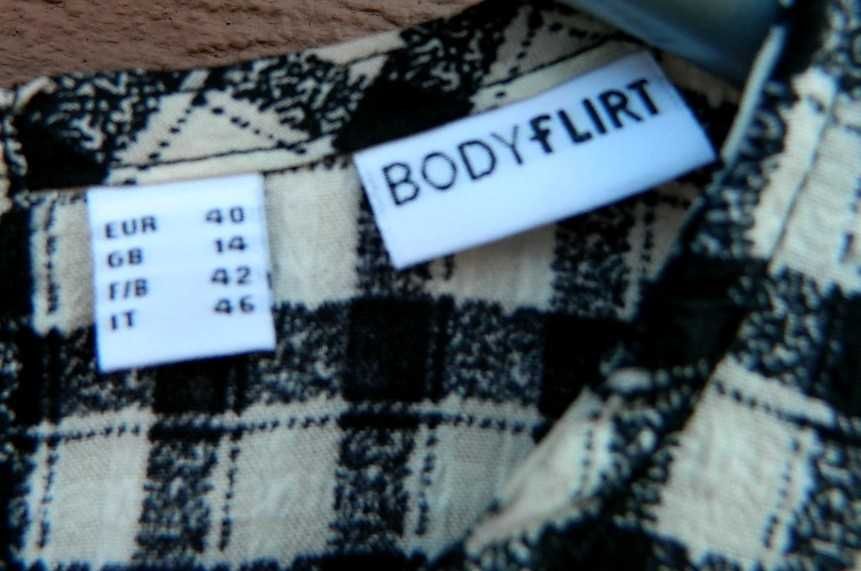 BODYFLIRT
EUR 40
GB 14
F/B 42
IT 46